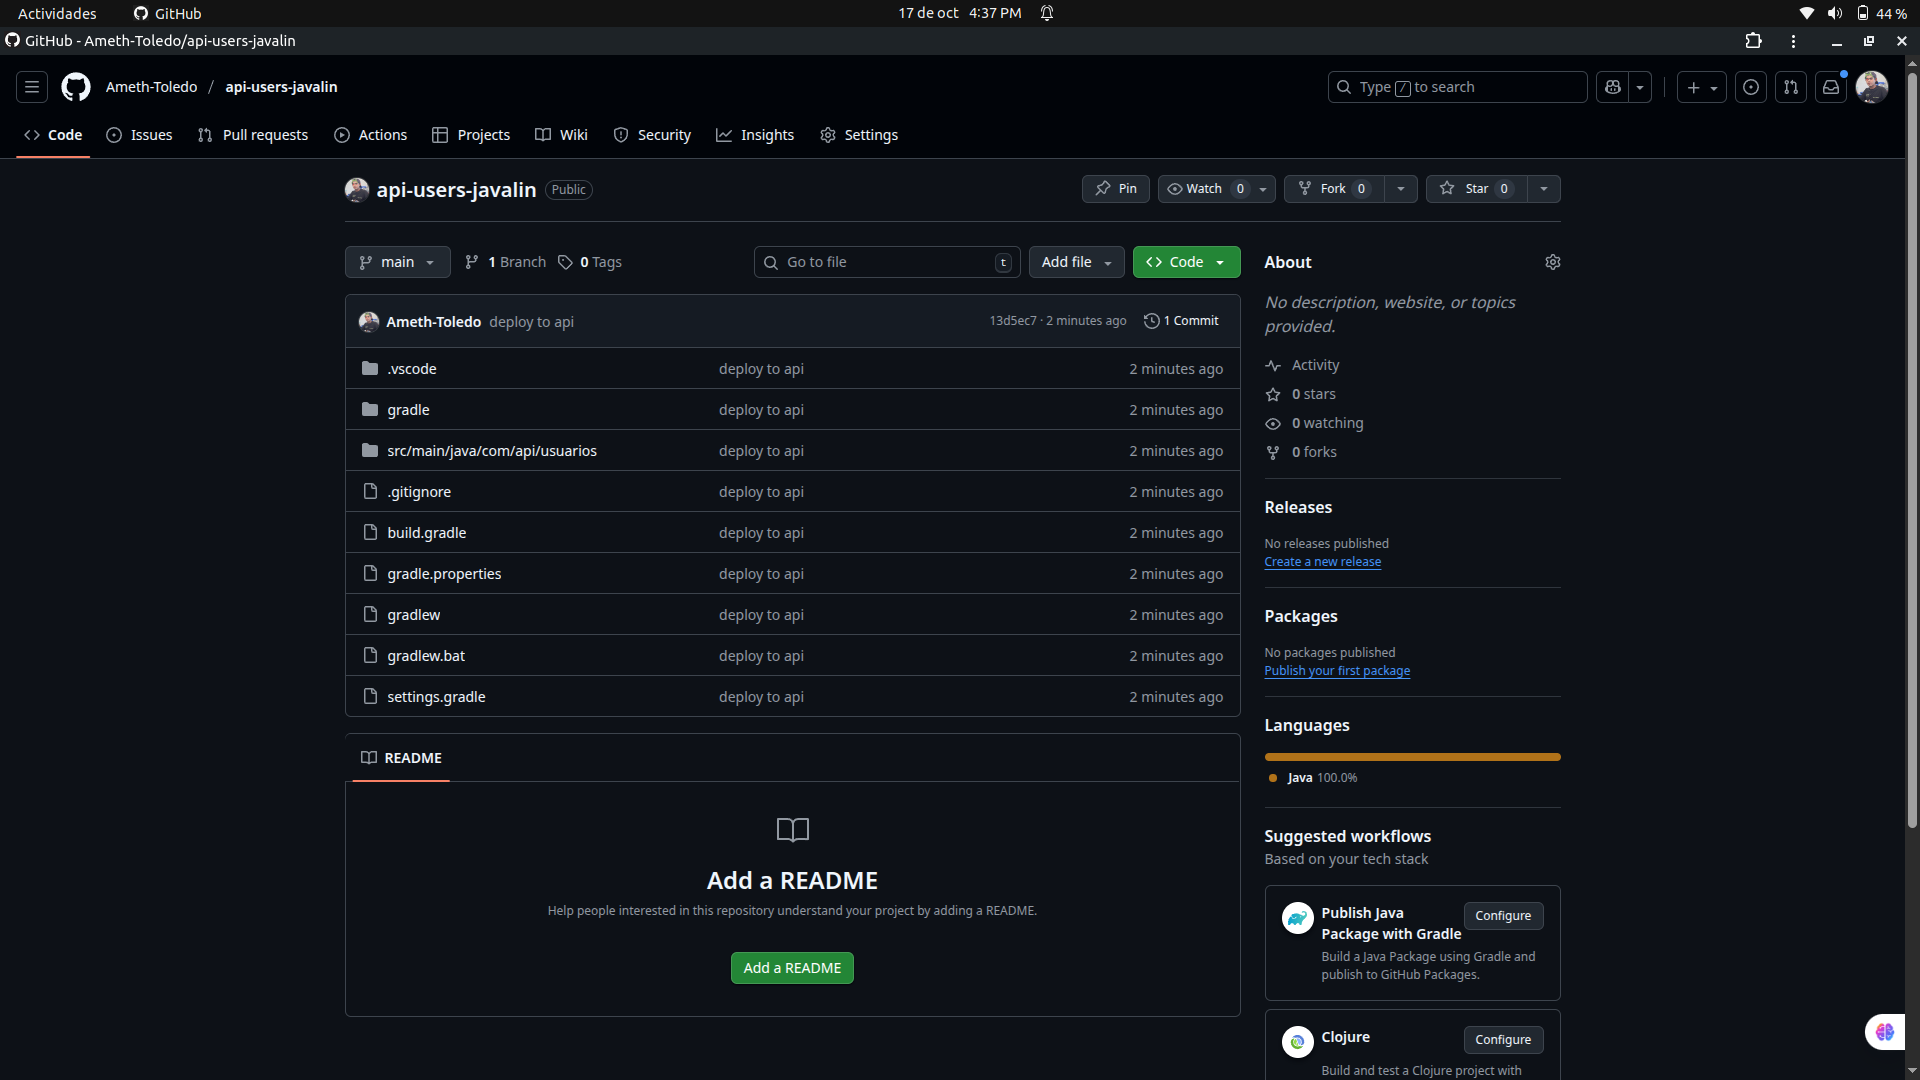 Actividades GitHub 17 de oct 4:37 PM 44 %
GitHub - Ameth-Toledo/api-users-javalin
Ameth-Toledo / api-users-javalin Type / to search
Code Issues Pull requests Actions Projects Wiki Security Insights Settings
api-users-javalin Public Pin Watch 0 Fork 0 Star 0
main 1 Branch 0 Tags Go to file t Add file Code
Ameth-Toledo deploy to api 13d5ec7 · 2 minutes ago 1 Commit
.vscode deploy to api 2 minutes ago
gradle deploy to api 2 minutes ago
src/main/java/com/api/usuarios deploy to api 2 minutes ago
.gitignore deploy to api 2 minutes ago
build.gradle deploy to api 2 minutes ago
gradle.properties deploy to api 2 minutes ago
gradlew deploy to api 2 minutes ago
gradlew.bat deploy to api 2 minutes ago
settings.gradle deploy to api 2 minutes ago
README
Add a README
Help people interested in this repository understand your project by adding a README.
Add a README
About
No description, website, or topics
provided.
Activity
0 stars
0 watching
0 forks
Releases
No releases published
Create a new release
Packages
No packages published
Publish your first package
Languages
Java 100.0%
Suggested workflows
Based on your tech stack
Publish Java
Package with Gradle
Configure
Build a Java Package using Gradle and
publish to GitHub Packages.
Clojure
Configure
Build and test a Clojure project with